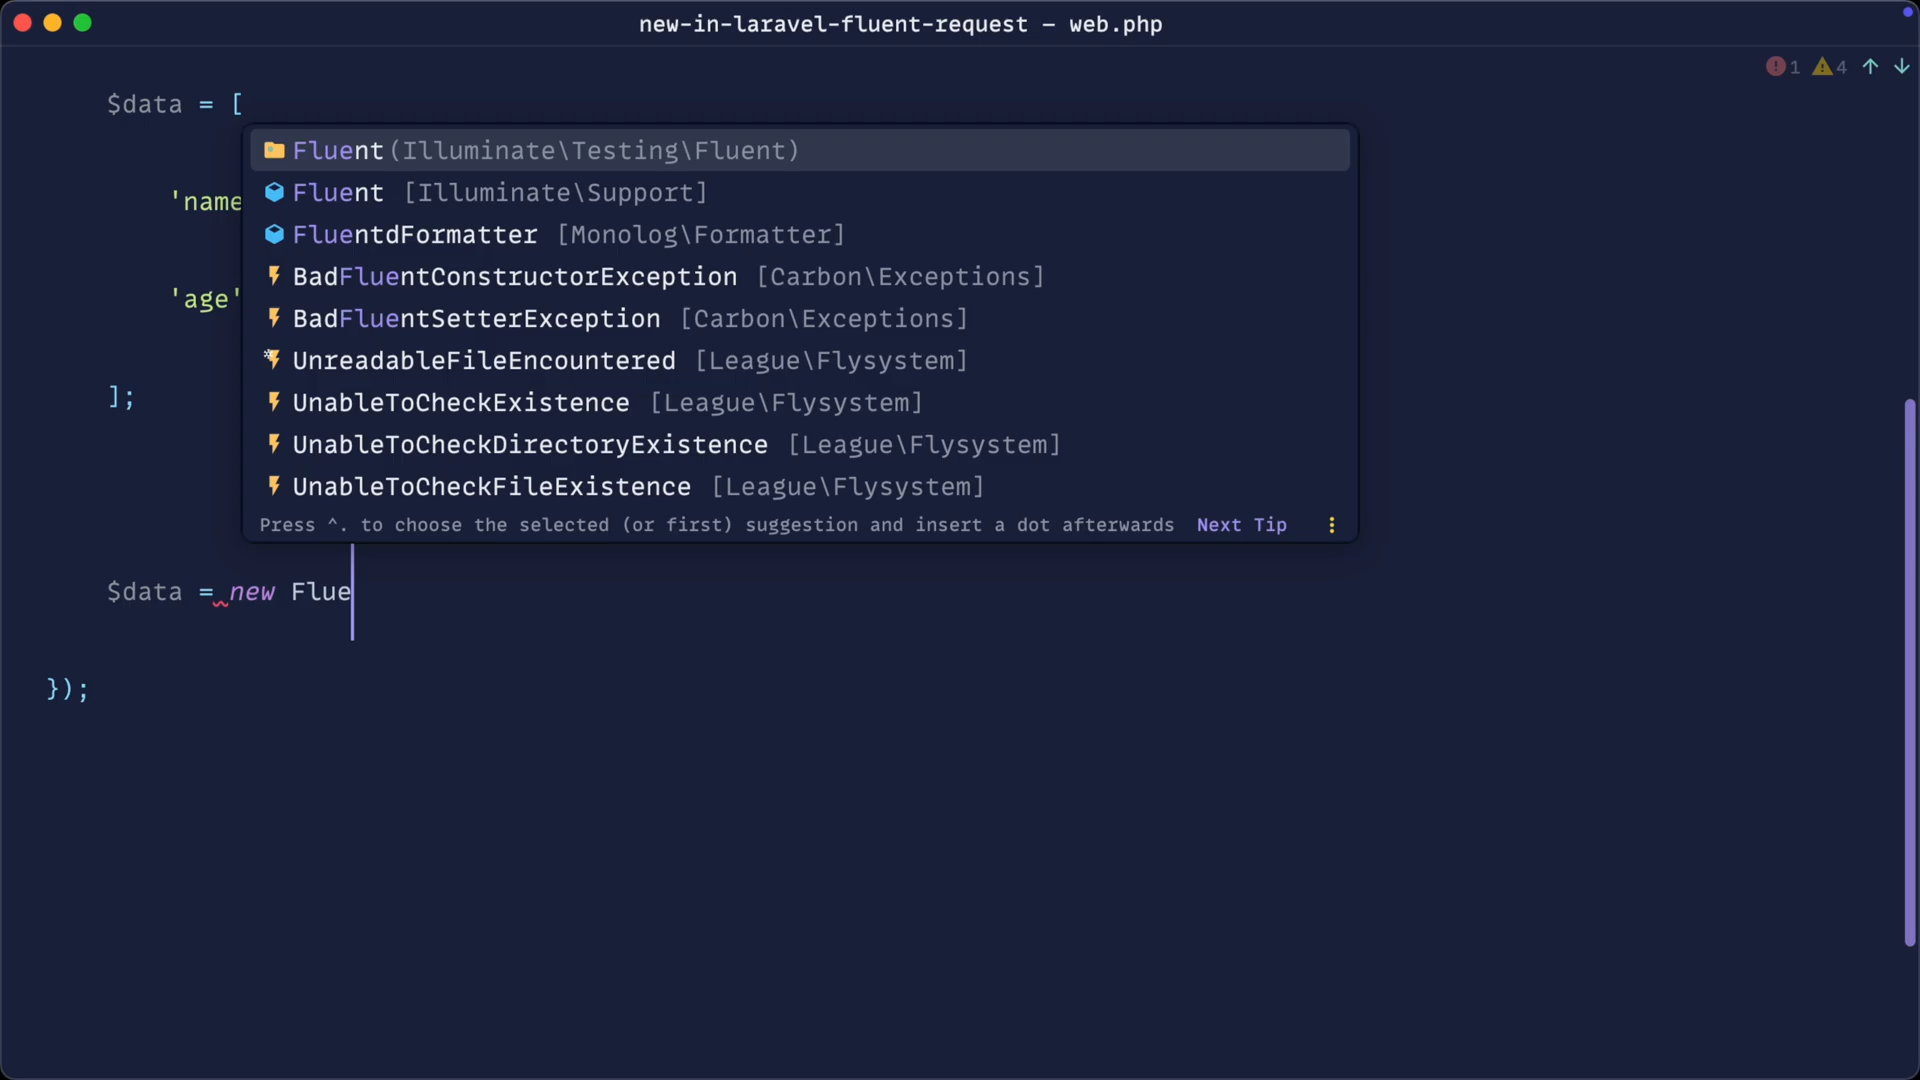 new-in-laravel-fluent-request – web.php
1 4
$data = [
Fluent(Illuminate\Testing\Fluent)
'name
Fluent [Illuminate\Support]
FluentdFormatter [Monolog\Formatter]
BadFluentConstructorException [Carbon\Exceptions]
'age'
BadFluentSetterException [Carbon\Exceptions]
UnreadableFileEncountered [League\Flysystem]
];
UnableToCheckExistence [League\Flysystem]
UnableToCheckDirectoryExistence [League\Flysystem]
UnableToCheckFileExistence [League\Flysystem]
Press ^. to choose the selected (or first) suggestion and insert a dot afterwards Next Tip
$data = new Flue
});